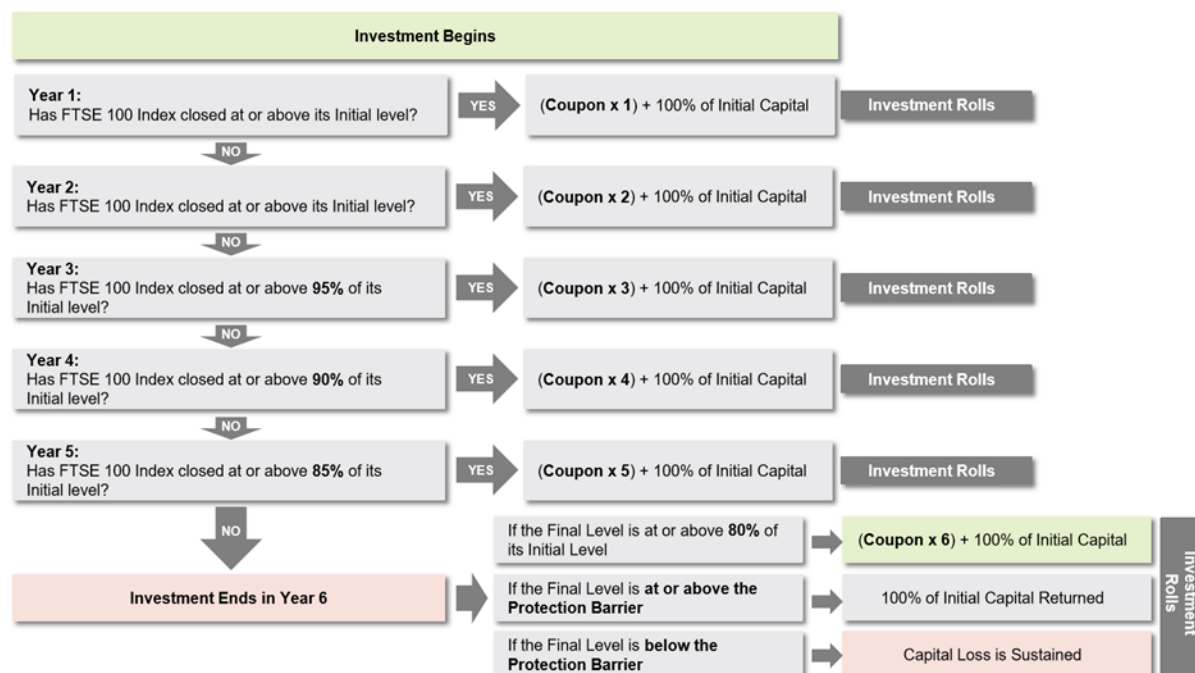 Investment Begins
Year 1:
Has FTSE 100 Index closed at or above its Initial level?
YES
(Coupon x 1) + 100% of Initial Capital
Investment Rolls
NO
Year 2:
Has FTSE 100 Index closed at or above its Initial level?
YES
(Coupon x 2) + 100% of Initial Capital
Investment Rolls
NO
Year 3:
Has FTSE 100 Index closed at or above 95% of its
Initial level?
YES
(Coupon x 3) + 100% of Initial Capital
Investment Rolls
NO
Year 4:
Has FTSE 100 Index closed at or above 90% of its
Initial level?
YES
(Coupon x 4) + 100% of Initial Capital
Investment Rolls
NO
Year 5:
Has FTSE 100 Index closed at or above 85% of its
Initial level?
YES
(Coupon x 5) + 100% of Initial Capital
Investment Rolls
NO
Investment Ends in Year 6
If the Final Level is at or above 80% of
its Initial Level
(Coupon x 6) + 100% of Initial Capital
If the Final Level is at or above the
Protection Barrier
100% of Initial Capital Returned
If the Final Level is below the
Protection Barrier
Capital Loss is Sustained
Investment
Rolls